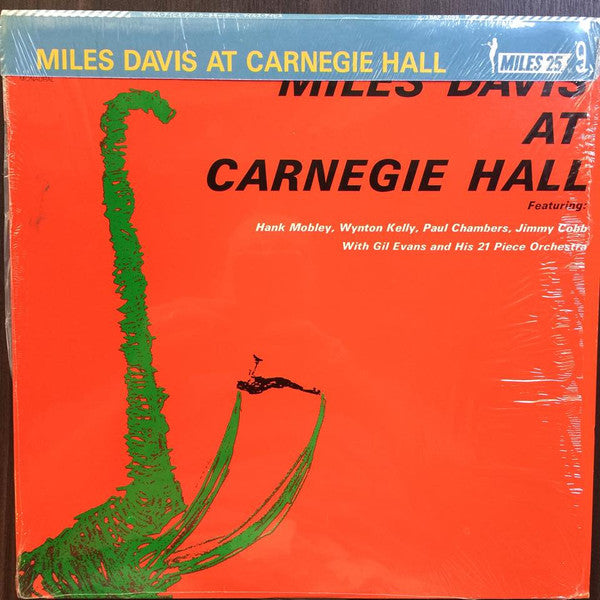 MILES DAVIS AT CARNEGIE HALL
MILES 25
9
MILES DAVIS
AT
CARNEGIE HALL
Featuring:
Hank Mobley, Wynton Kelly, Paul Chambers, Jimmy Cobb
With Gil Evans and His 21 Piece Orchestra